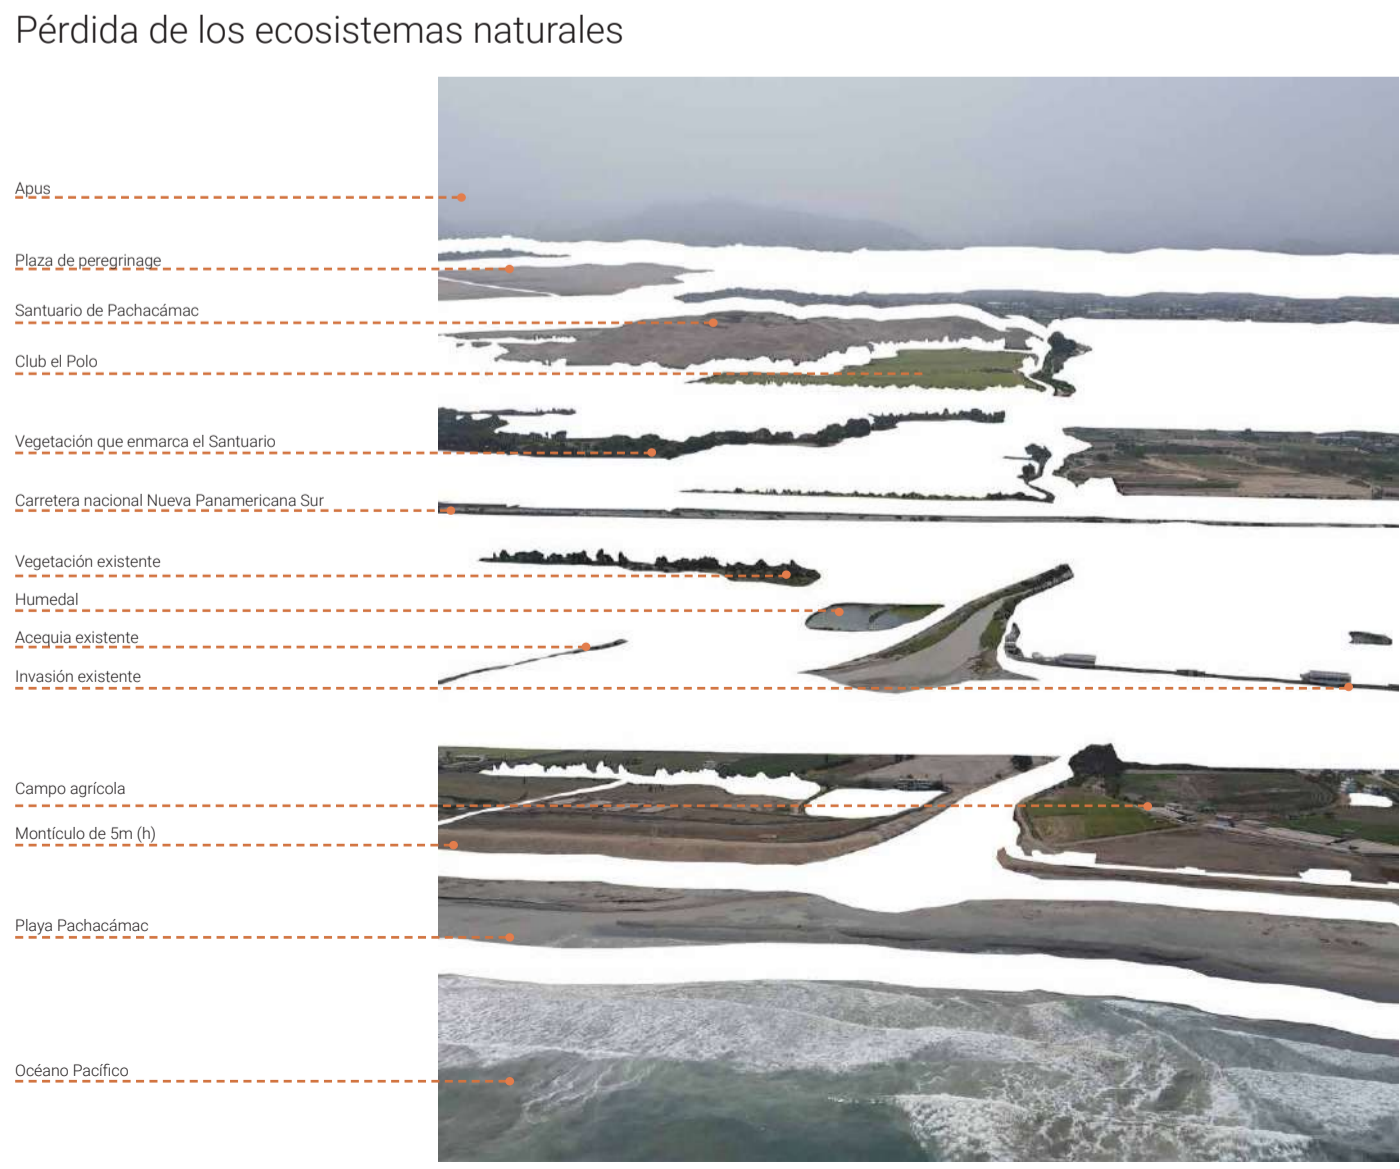 Pérdida de los ecosistemas naturales
Apus
Plaza de peregrinage
Santuario de Pachacámac
Club el Polo
Vegetación que enmarca el Santuario
Carretera nacional Nueva Panamericana Sur
Vegetación existente
Humedal
Acequia existente
Invasión existente
Campo agrícola
Montículo de 5m (h)
Playa Pachacámac
Océano Pacífico